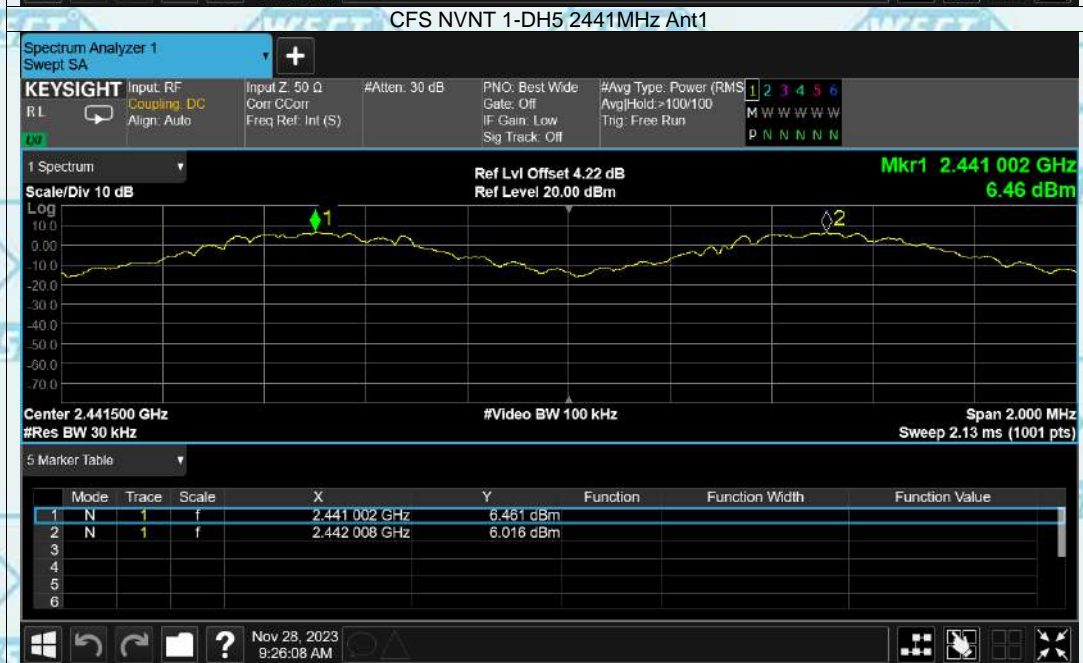 CFS NVNT 1-DH5 2441MHz Ant1
Spectrum Analyzer 1
Swept SA
+
KEYSIGHT Input: RF Input Z: 50 Ω #Atten: 30 dB PNO: Best Wide #Avg Type: Power (RMS 1 2 3 4 5 6
R L Coupling: DC Corr CCorr Gate: Off Avg|Hold:>100/100 M W W W W W
Align: Auto Freq Ref: Int (S) IF Gain: Low Trig: Free Run
Sig Track: Off P N N N N N
1 Spectrum Ref Lvl Offset 4.22 dB Mkr1 2.441 002 GHz
Scale/Div 10 dB Ref Level 20.00 dBm 6.46 dBm
Log
10.0
0.00
-10.0
-20.0
-30.0
-40.0
-50.0
-60.0
-70.0
1
2
Center 2.441500 GHz #Video BW 100 kHz Span 2.000 MHz
#Res BW 30 kHz Sweep 2.13 ms (1001 pts)
5 Marker Table
Mode Trace Scale X Y Function Function Width Function Value
1 N 1 f 2.441 002 GHz 6.461 dBm
2 N 1 f 2.442 008 GHz 6.016 dBm
3
4
5
6
? Nov 28, 2023
9:26:08 AM